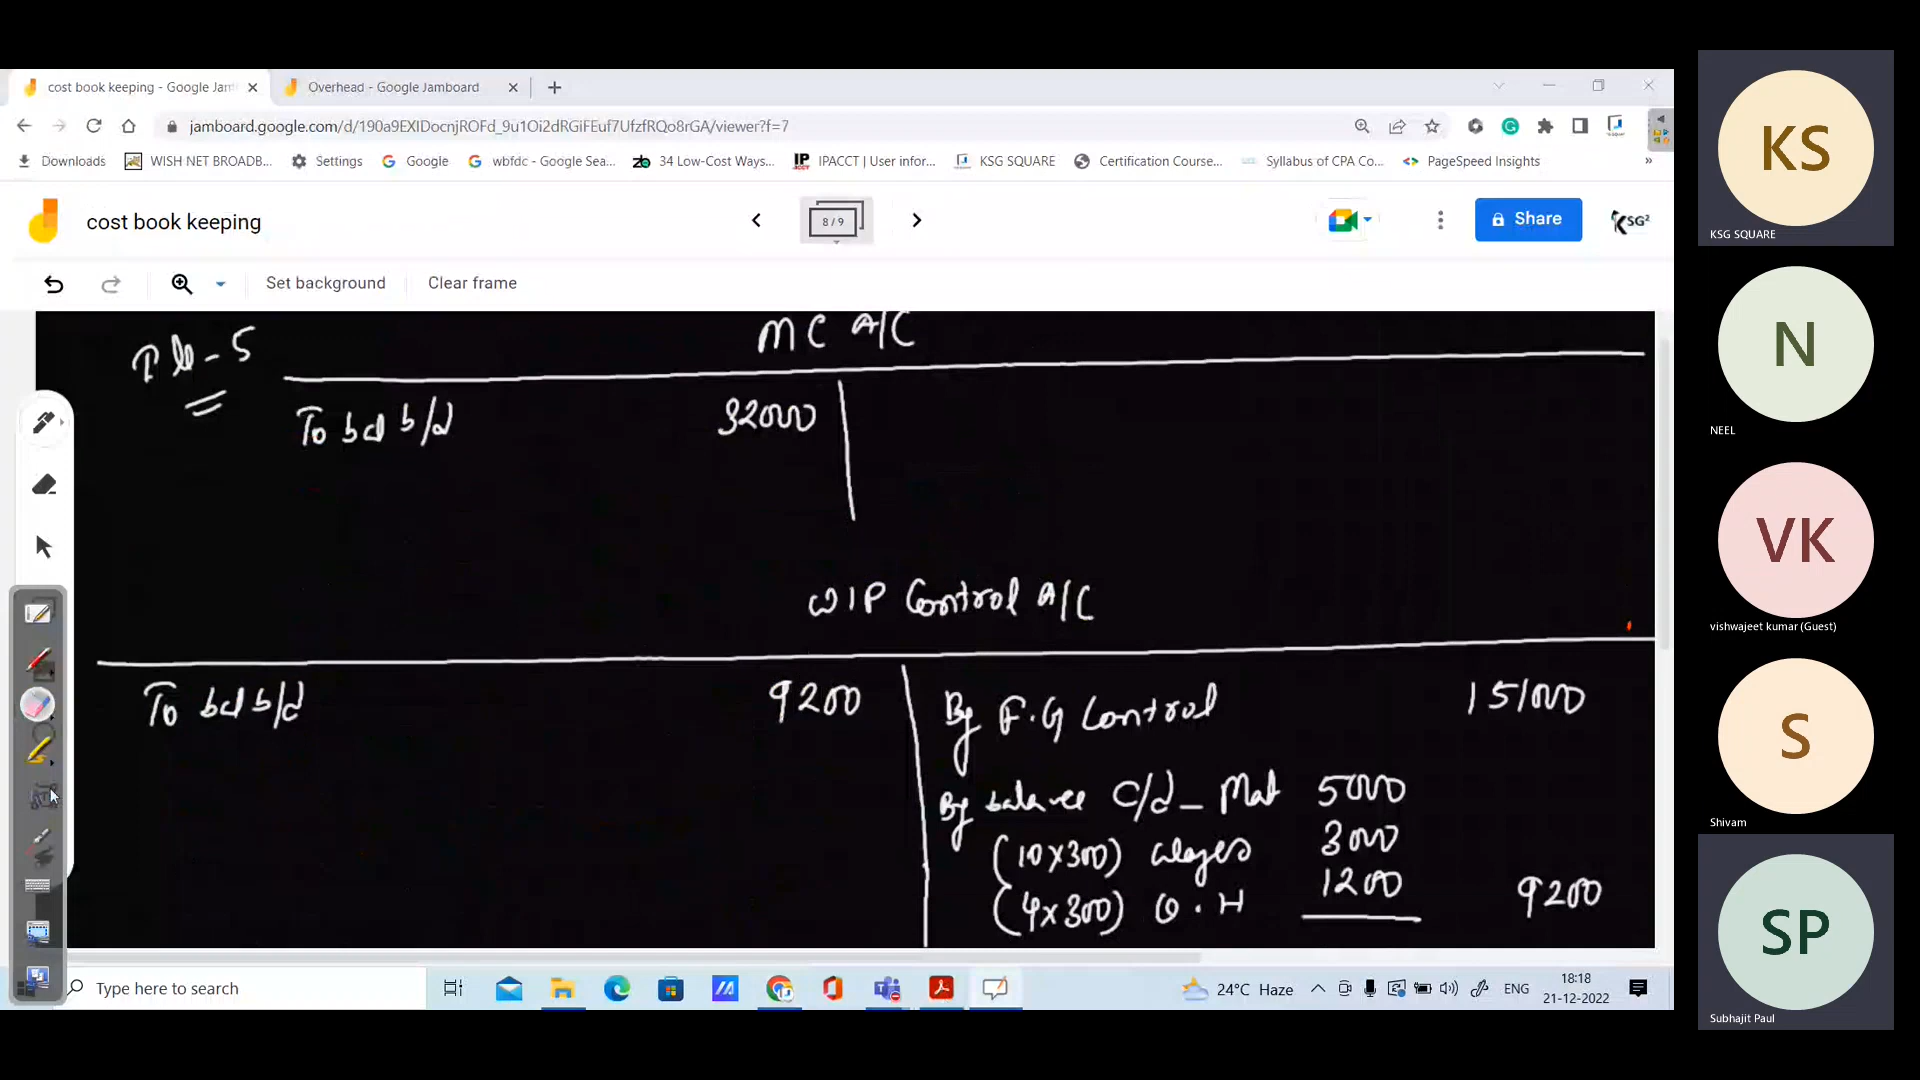 cost book keeping - Google Jam
Overhead - Google Jamboard
jamboard.google.com/d/190a9EXIDocnjROFd_9u1Oi2dRGiFEuf7UfzfRQo8rGA/viewer?f=7
Downloads WISH NET BROADB... Settings Google wbfdc - Google Sea... 34 Low-Cost Ways... IPACCT | User infor... KSG SQUARE Certification Course... Syllabus of CPA Co... PageSpeed Insights »
cost book keeping
8 / 9
Share
KSG²
Set background Clear frame
MC A/C
To bal b/d 92000
WIP Control A/C
To bal b/d 9200
By F.G Control 151000
By balance C/d - Mat 5000
(10x300) wages 3000
(4x300) O.H 1200 9200
Type here to search
24°C Haze
ENG
18:18
21-12-2022
KS
KSG SQUARE
N
NEEL
VK
vishwajeet kumar (Guest)
S
Shivam
SP
Subhajit Paul